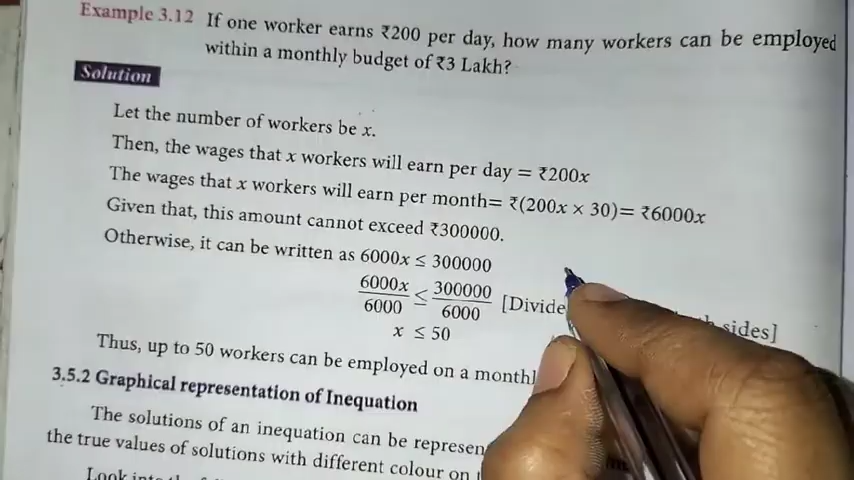 Example 3.12 If one worker earns ₹200 per day, how many workers can be employed
within a monthly budget of ₹3 Lakh?
Solution
Let the number of workers be x.
Then, the wages that x workers will earn per day = ₹200x
The wages that x workers will earn per month= ₹(200x × 30)= ₹6000x
Given that, this amount cannot exceed ₹300000.
Otherwise, it can be written as 6000x ≤ 300000
6000x/6000 ≤ 300000/6000 [Divide sides]
x ≤ 50
Thus, up to 50 workers can be employed on a
3.5.2 Graphical representation of Inequation
The solutions of an inequation can be
the true values of solutions with different colour on
Look